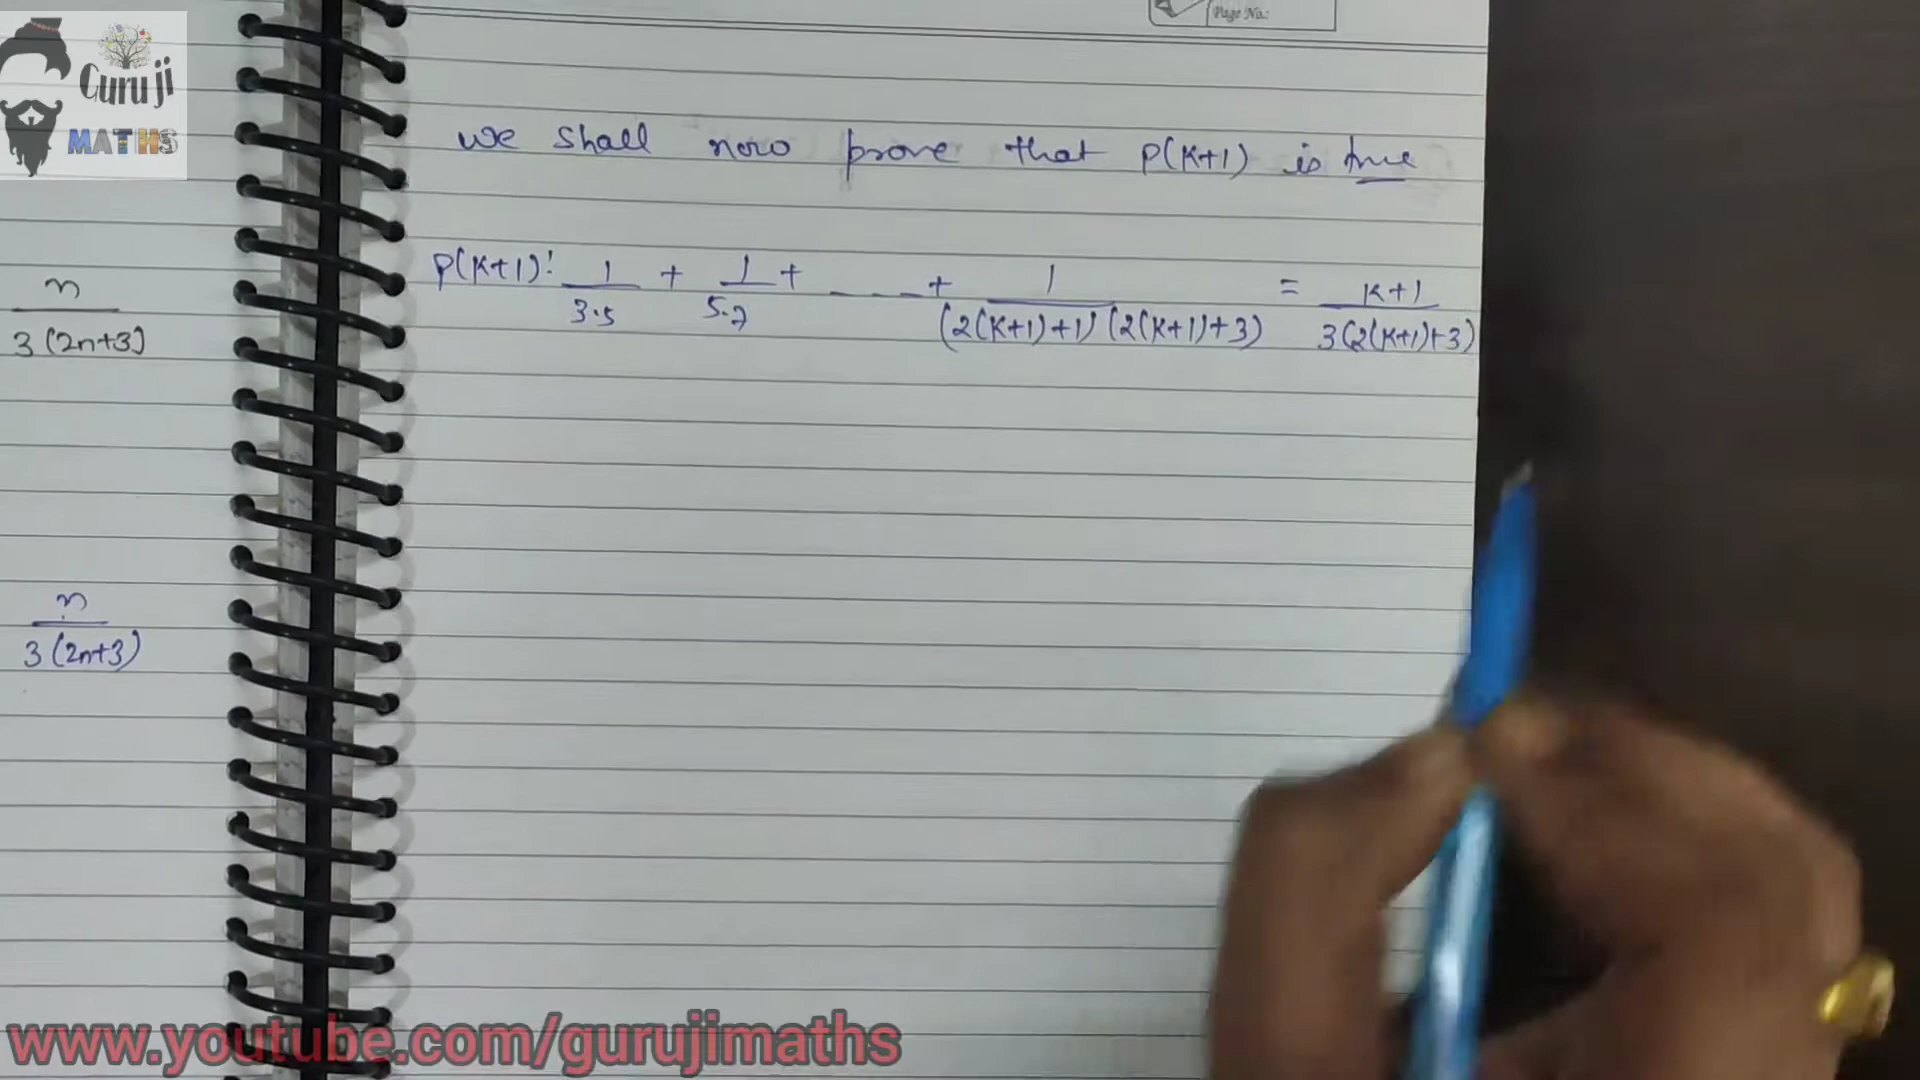 Guru ji
MATHS
Page No.:
we shall now prove that P(K+1) is true
P(K+1): 1/3.5 + 1/5.7 + - - - + 1/(2(K+1)+1)(2(K+1)+3) = K+1/3(2(K+1)+3)
n/3(2n+3)
n/3(2n+3)
www.youtube.com/gurujimaths